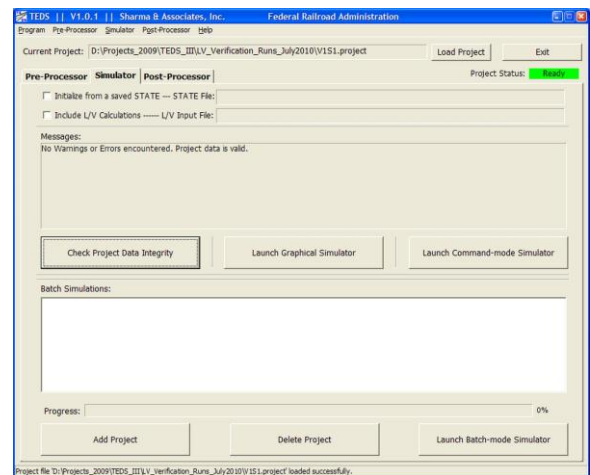 TEDS || V1.0.1 || Sharma & Associates, Inc. Federal Railroad Administration
Program Pre-Processor Simulator Post-Processor Help
Current Project: D:\Projects_2009\TEDS_III\LV_Verification_Runs_July2010\V1S1.project Load Project Exit
Pre-Processor Simulator Post-Processor Project Status: Ready
Initialize from a saved STATE --- STATE File:
Include L/V Calculations ------ L/V Input File:
Messages:
No Warnings or Errors encountered. Project data is valid.
Check Project Data Integrity Launch Graphical Simulator Launch Command-mode Simulator
Batch Simulations:
Progress: 0%
Add Project Delete Project Launch Batch-mode Simulator
Project file 'D:\Projects_2009\TEDS_III\LV_Verification_Runs_July2010\V1S1.project' loaded successfully.